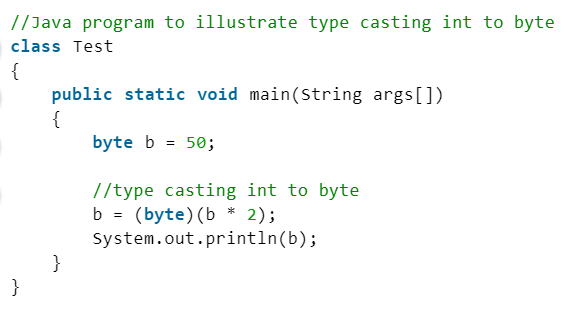 //Java program to illustrate type casting int to byte
class Test
{
    public static void main(String args[])
    {
        byte b = 50;

        //type casting int to byte
        b = (byte)(b * 2);
        System.out.println(b);
    }
}